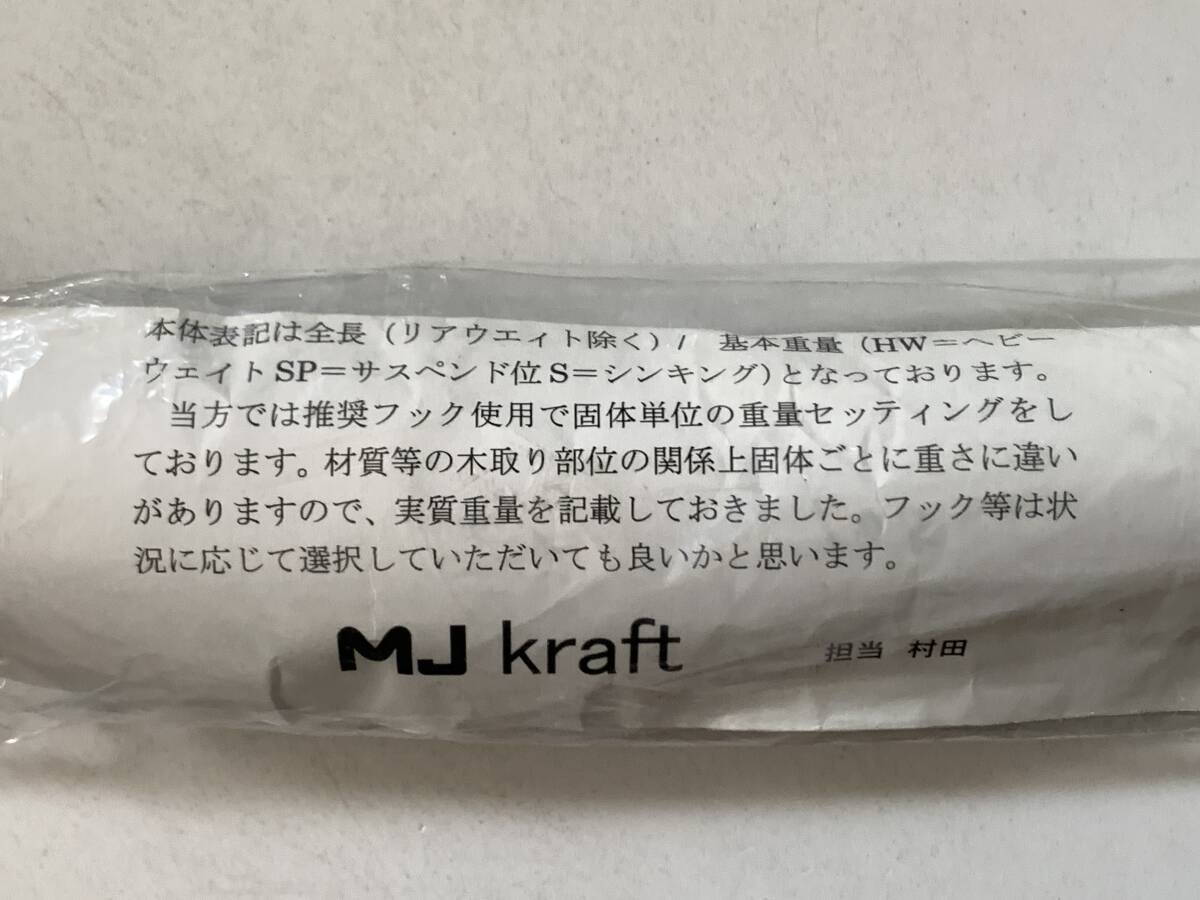 本体表記は全長（リアウエィト除く）/　基本重量（HW＝ヘビー
ウェイト SP＝サスペンド位 S＝シンキング)となっております。
　当方では推奨フック使用で固体単位の重量セッティングをし
ております。材質等の木取り部位の関係上固体ごとに重さに違い
がありますので、実質重量を記載しておきました。フック等は状
況に応じて選択していただいても良いかと思います。
MJ kraft　担当　村田